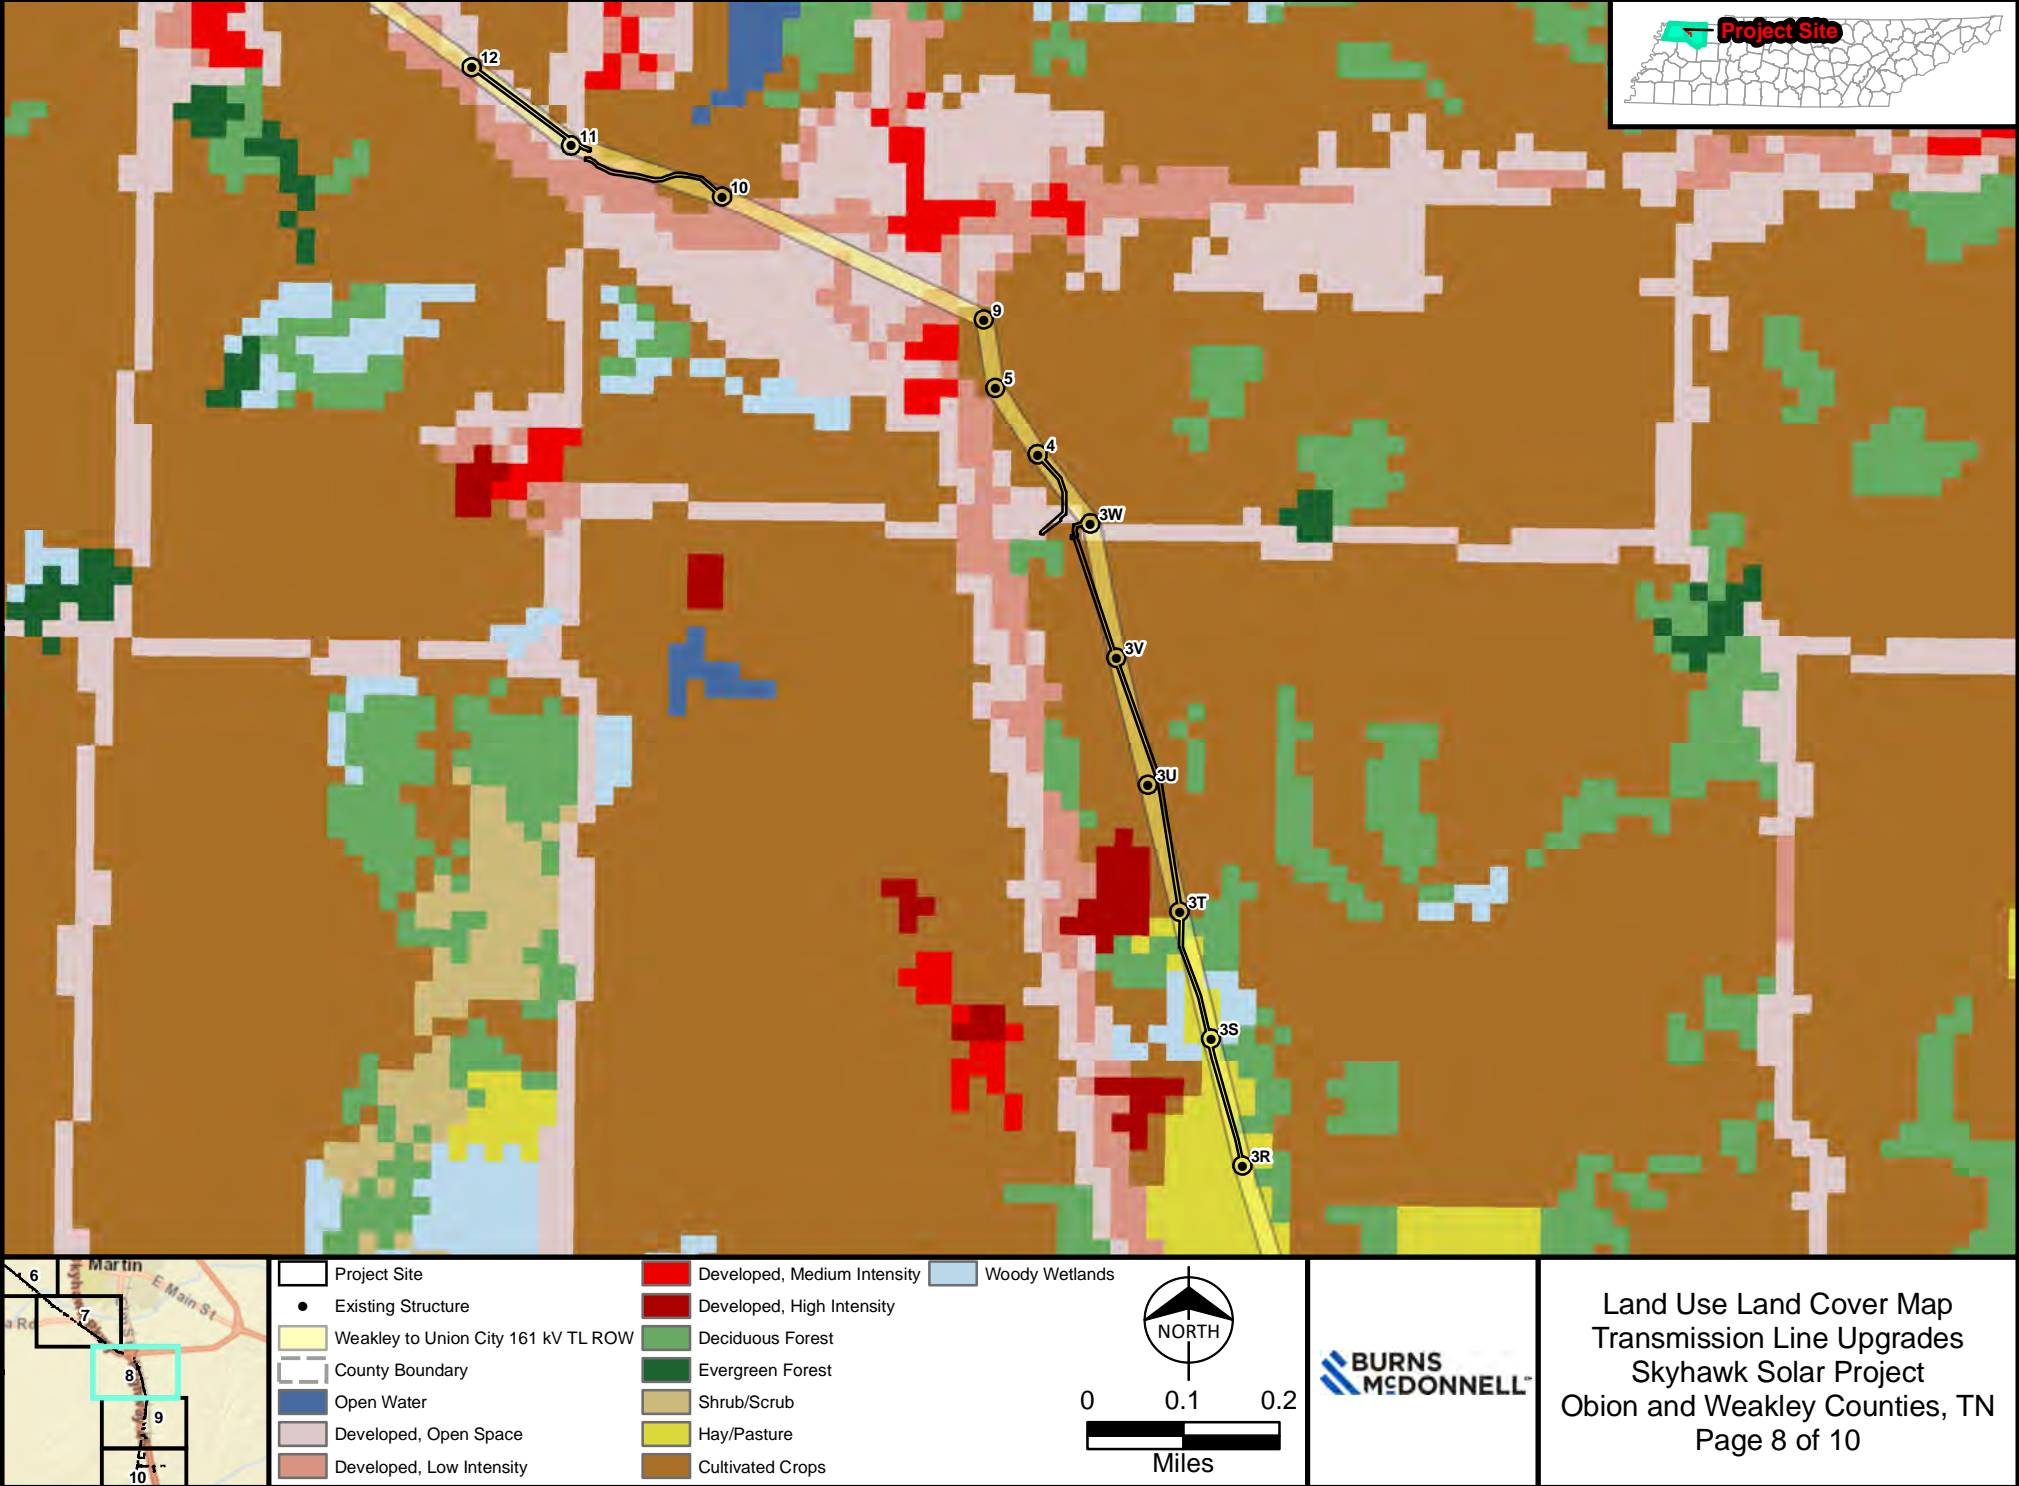 Project Site
12
11
10
9
5
4
3W
3V
3U
3T
3S
3R
Martin
E Main St
6
7
8
9
10
Project Site
Existing Structure
Weakley to Union City 161 kV TL ROW
County Boundary
Open Water
Developed, Open Space
Developed, Low Intensity
Developed, Medium Intensity
Developed, High Intensity
Deciduous Forest
Evergreen Forest
Shrub/Scrub
Hay/Pasture
Cultivated Crops
Woody Wetlands
NORTH
0 0.1 0.2
Miles
BURNS
McDONNELL
Land Use Land Cover Map
Transmission Line Upgrades
Skyhawk Solar Project
Obion and Weakley Counties, TN
Page 8 of 10